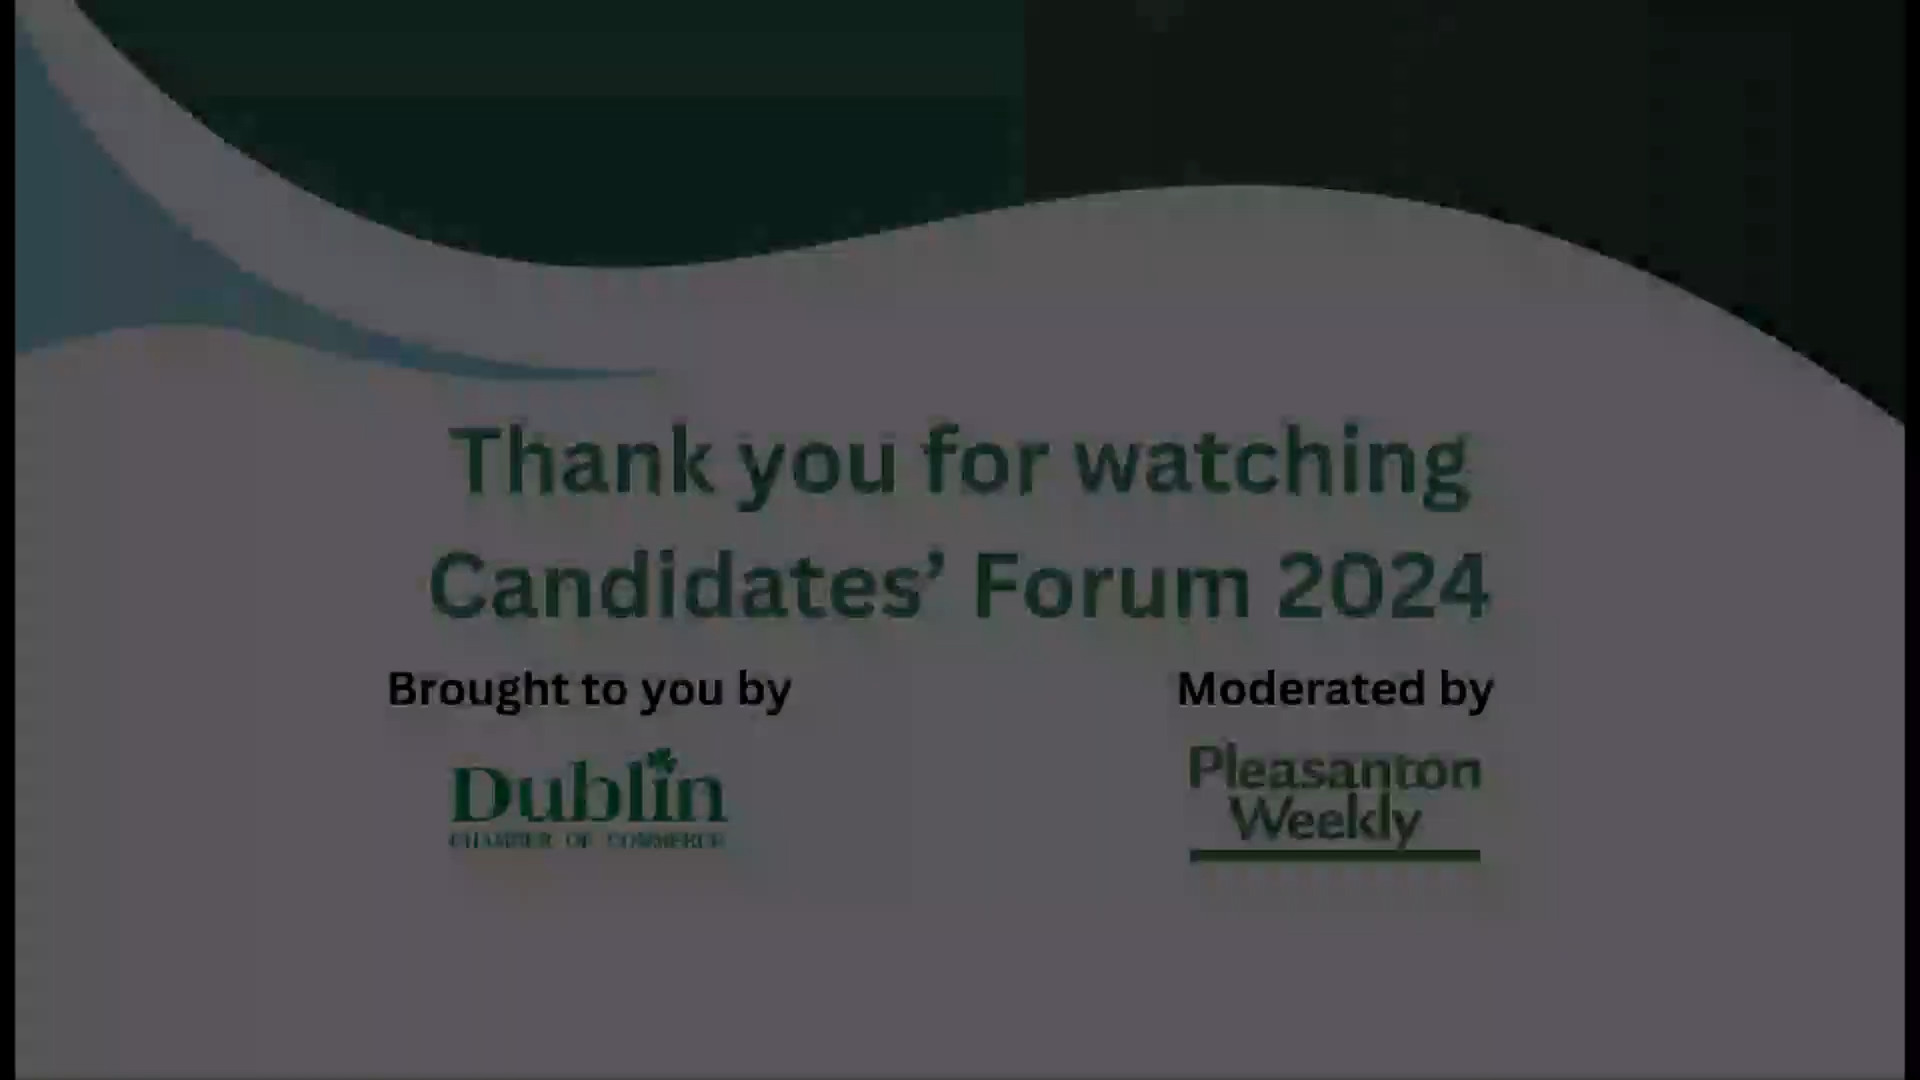 Thank you for watching
Candidates’ Forum 2024
Brought to you by
Moderated by
Dublin
CHAMBER OF COMMERCE
Pleasanton
Weekly